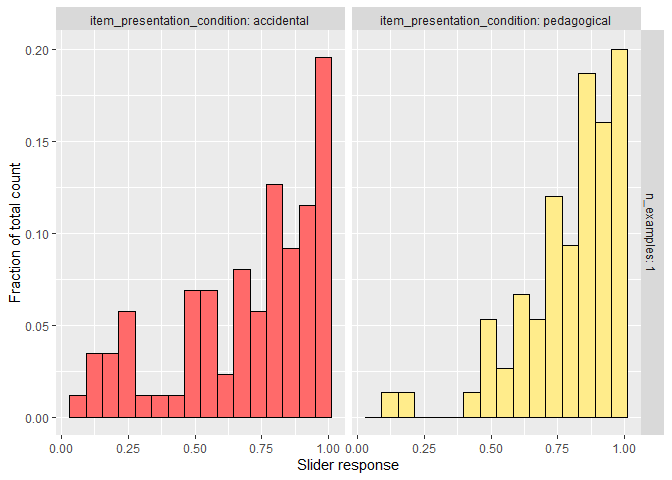 item_presentation_condition: accidental
item_presentation_condition: pedagogical
n_examples: 1
Fraction of total count
0.20
0.15
0.10
0.05
0.00
0.00 0.25 0.50 0.75 1.00
0.00 0.25 0.50 0.75 1.00
Slider response